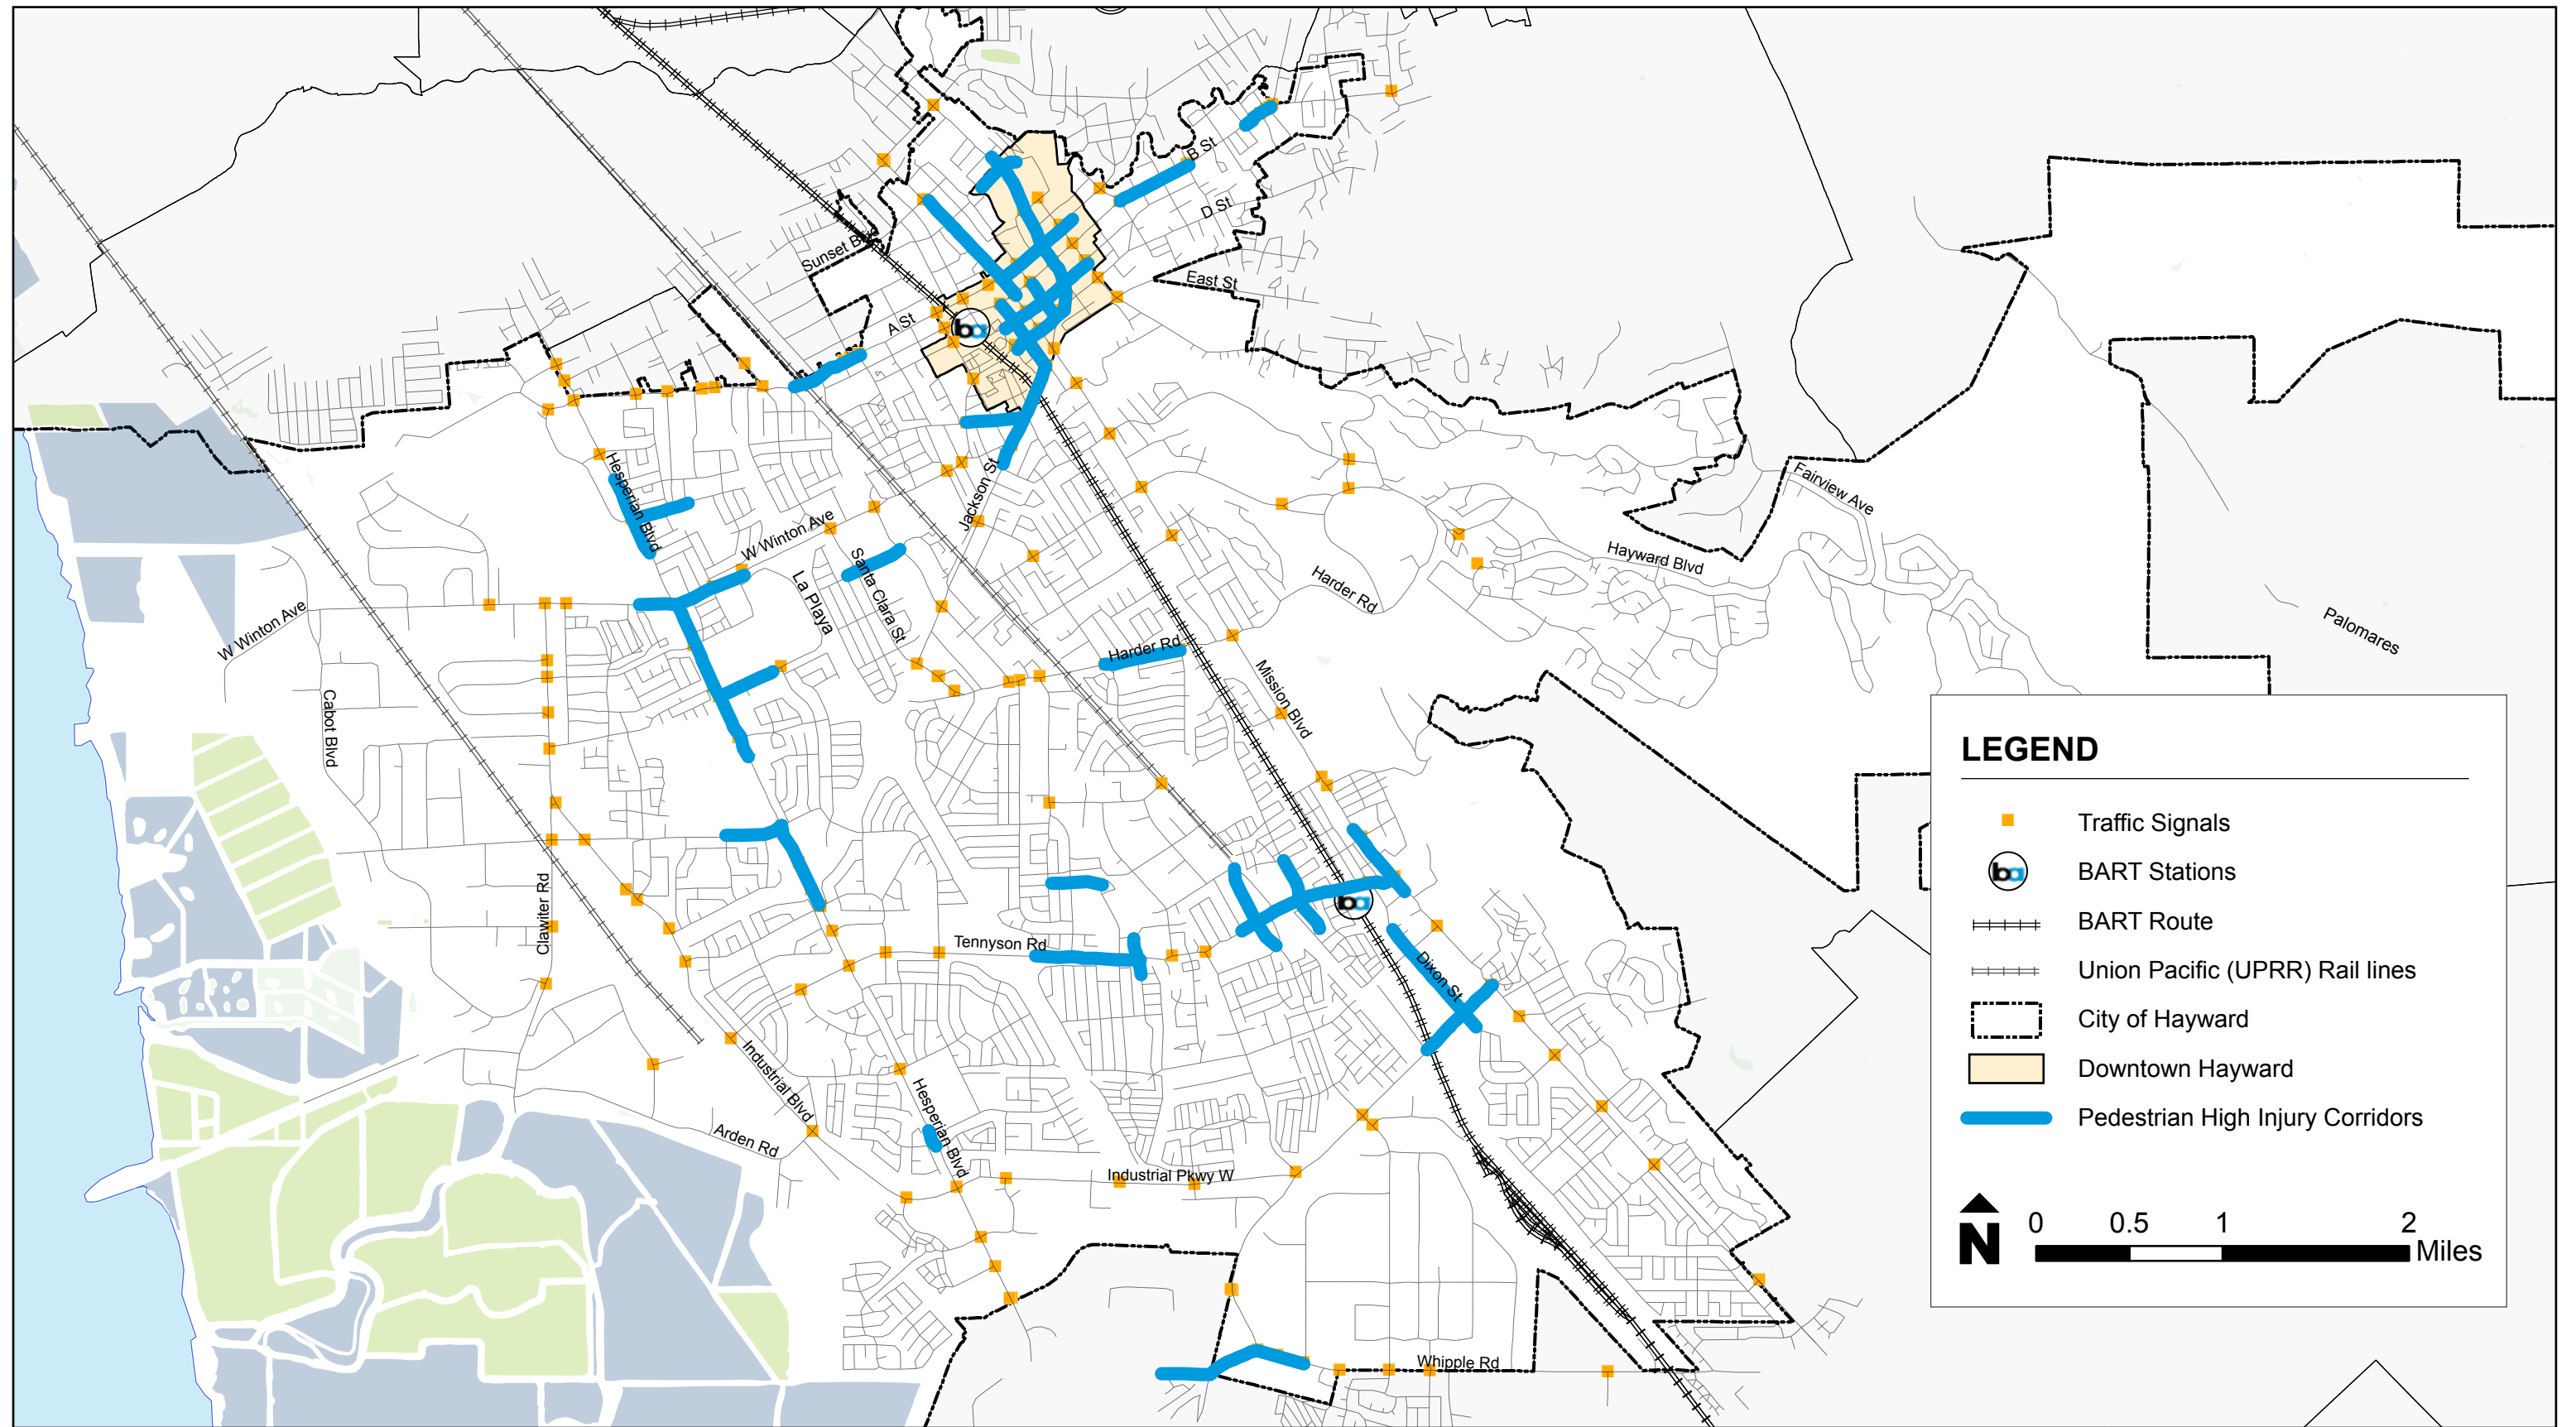 B St
D St
Sunset B
East St
A St
Hesperian Blvd
Jackson St
Fairview Ave
W Winton Ave
Santa Clara St
Hayward Blvd
La Playa
Harder Rd
W Winton Ave
Palomares
Harder Rd
Mission Blvd
Cabot Blvd
Clawiter Rd
Tennyson Rd
Dixon St
Industrial Blvd
Hesperian Blvd
Arden Rd
Industrial Pkwy W
Whipple Rd
ba
ba
LEGEND
Traffic Signals
ba
BART Stations
BART Route
Union Pacific (UPRR) Rail lines
City of Hayward
Downtown Hayward
Pedestrian High Injury Corridors
N
0 0.5 1 2
Miles